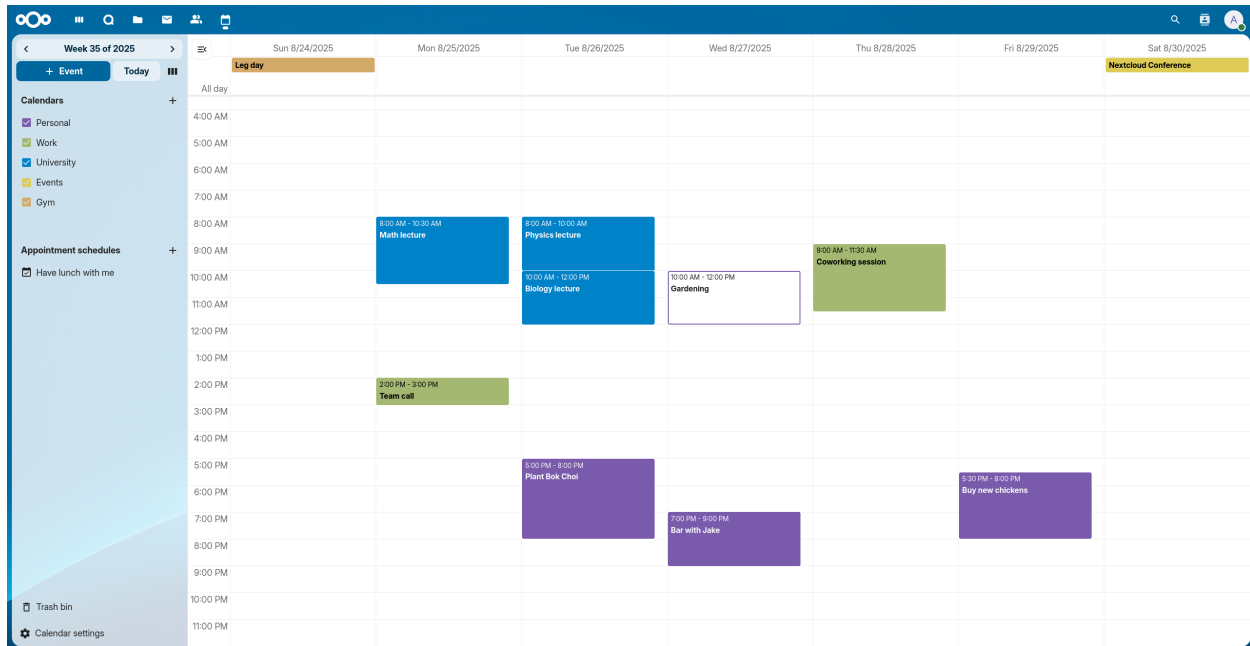 Week 35 of 2025
+ Event
Today
Calendars
Personal
Work
University
Events
Gym
Appointment schedules
Have lunch with me
Trash bin
Calendar settings
A
Sun 8/24/2025
Mon 8/25/2025
Tue 8/26/2025
Wed 8/27/2025
Thu 8/28/2025
Fri 8/29/2025
Sat 8/30/2025
All day
Leg day
Nextcloud Conference
4:00 AM
5:00 AM
6:00 AM
7:00 AM
8:00 AM
9:00 AM
10:00 AM
11:00 AM
12:00 PM
1:00 PM
2:00 PM
3:00 PM
4:00 PM
5:00 PM
6:00 PM
7:00 PM
8:00 PM
9:00 PM
10:00 PM
11:00 PM
8:00 AM - 10:30 AM
Math lecture
2:00 PM - 3:00 PM
Team call
8:00 AM - 10:00 AM
Physics lecture
10:00 AM - 12:00 PM
Biology lecture
5:00 PM - 8:00 PM
Plant Bok Choi
10:00 AM - 12:00 PM
Gardening
7:00 PM - 9:00 PM
Bar with Jake
9:00 AM - 11:30 AM
Coworking session
5:30 PM - 8:00 PM
Buy new chickens